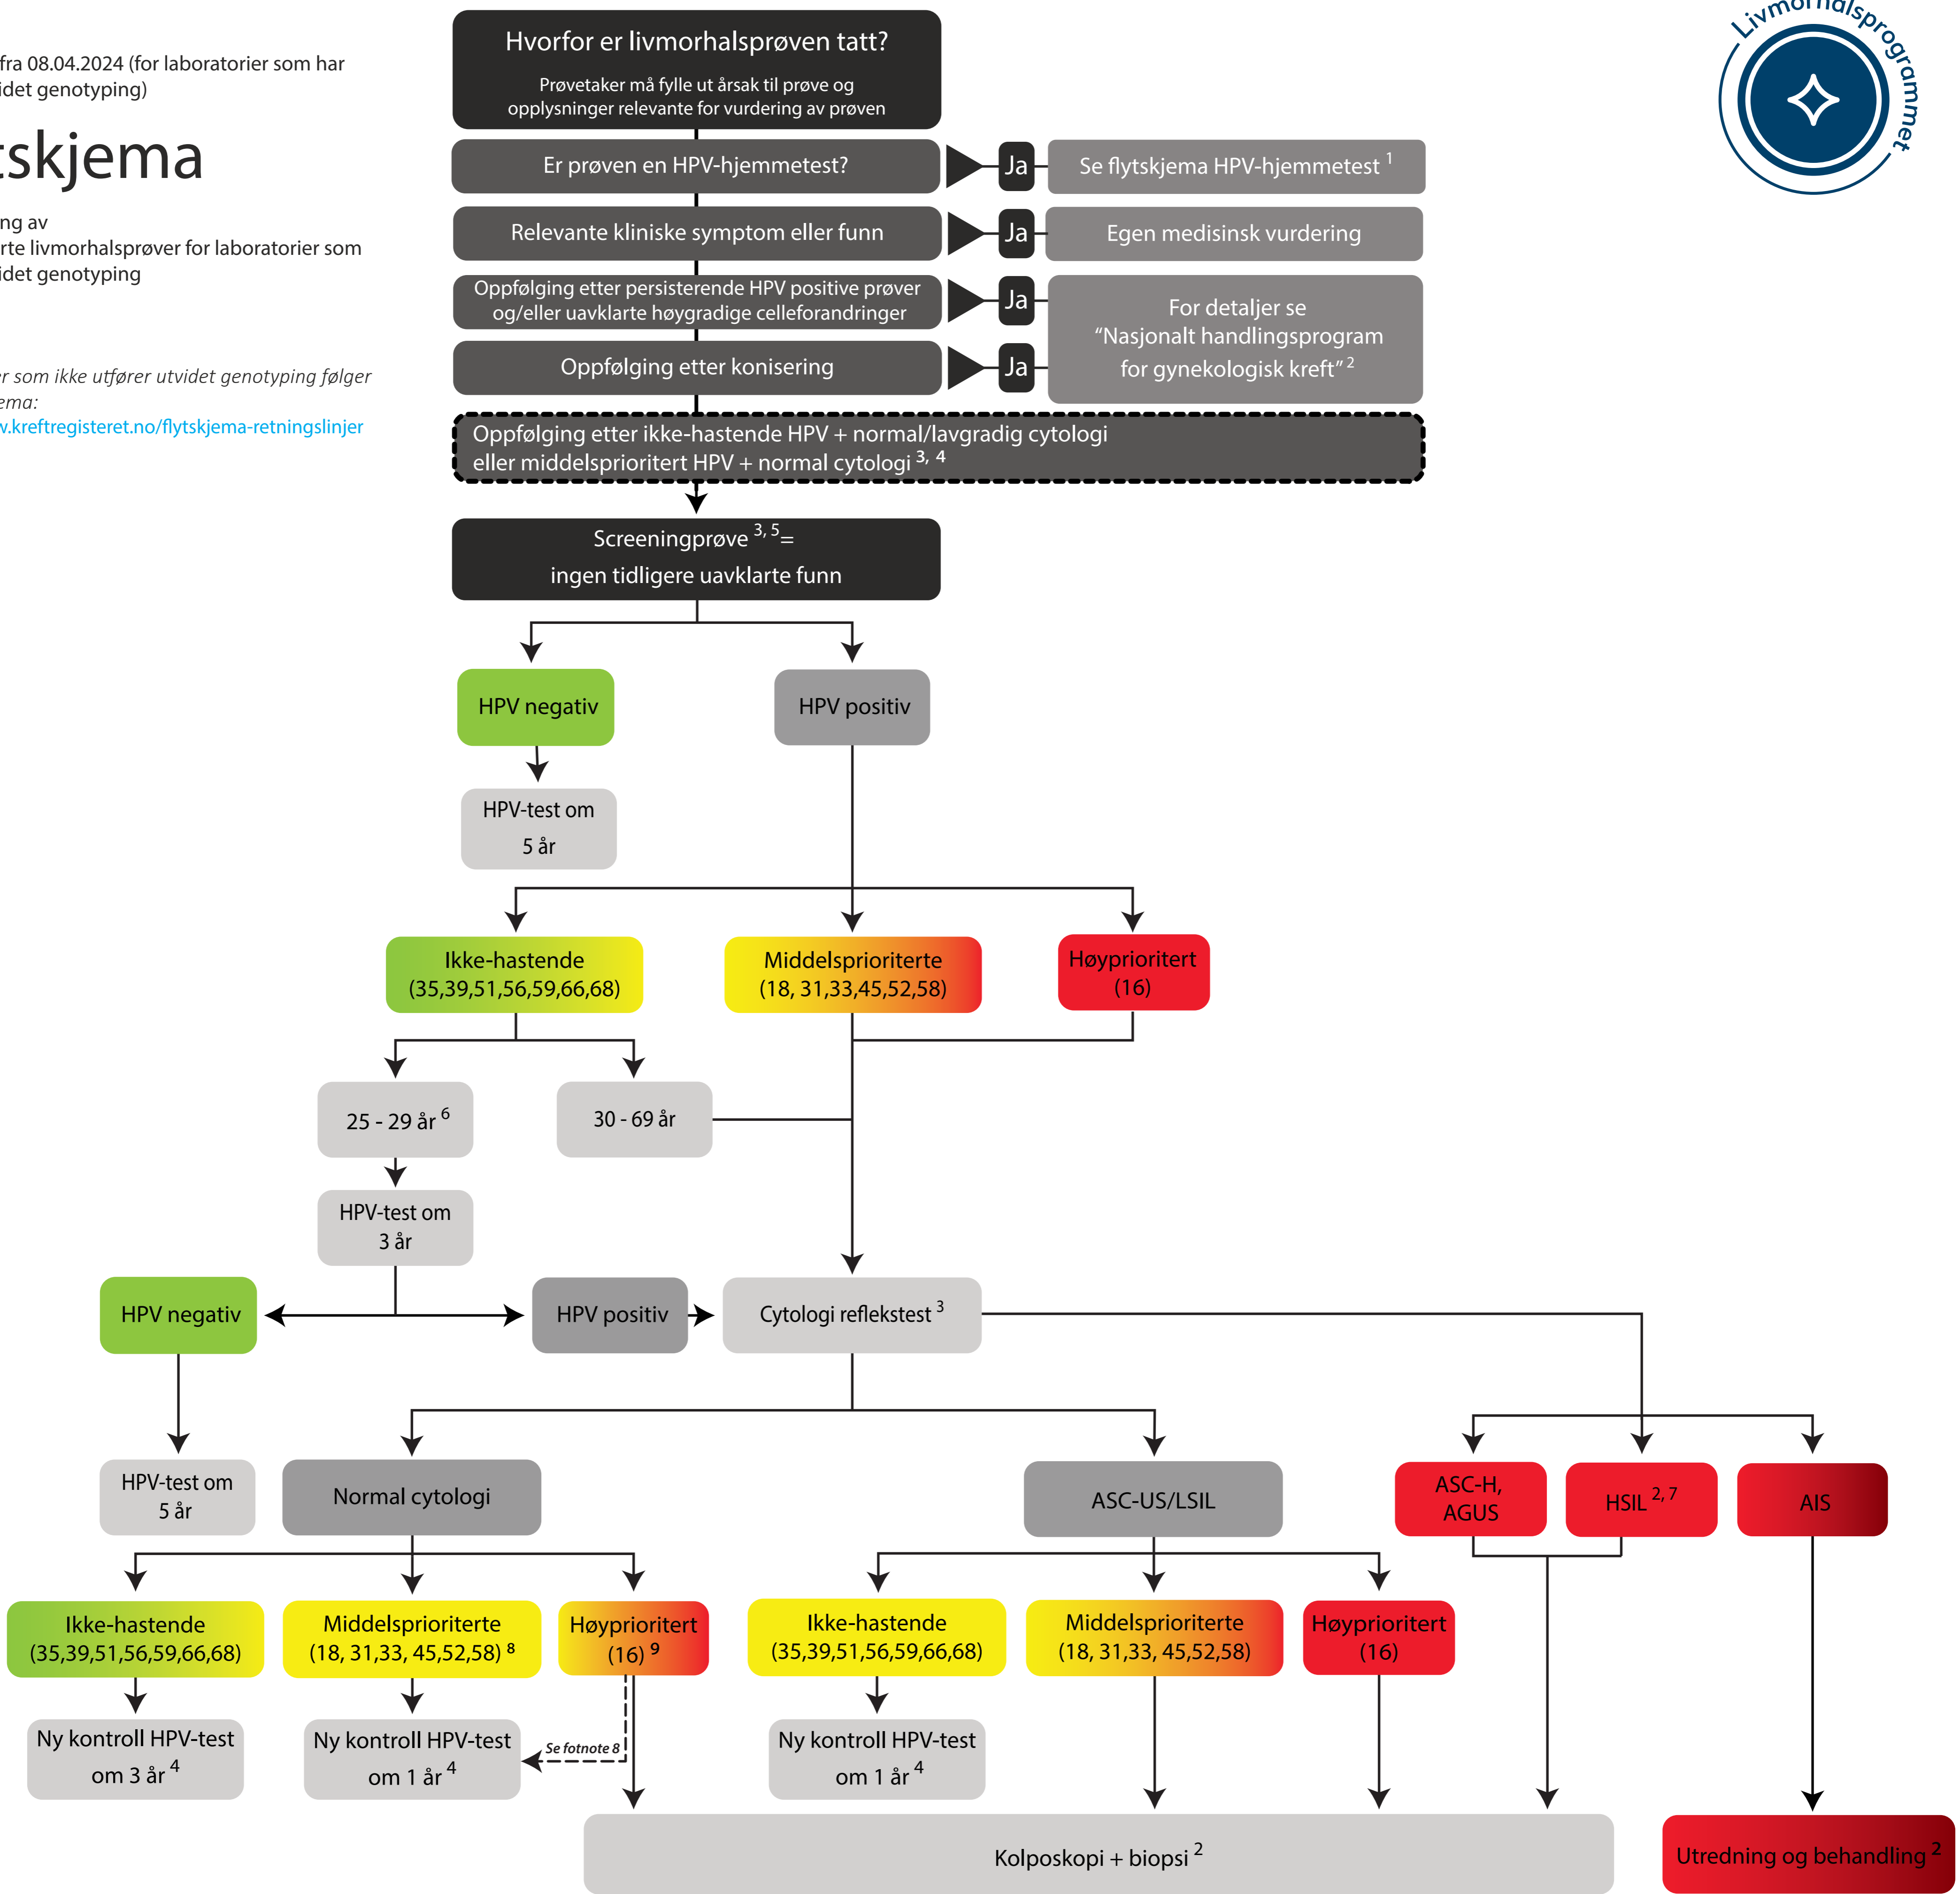 fra 08.04.2024 (for laboratorier som har
idet genotyping)
tskjema
ng av
rte livmorhalsprøver for laboratorier som
idet genotyping
er som ikke utfører utvidet genotyping følger
ema:
w.kreftregisteret.no/flytskjema-retningslinjer
Livmorhalsprogrammet
Hvorfor er livmorhalsprøven tatt?
Prøvetaker må fylle ut årsak til prøve og
opplysninger relevante for vurdering av prøven
Er prøven en HPV-hjemmetest?
Ja
Se flytskjema HPV-hjemmetest 1
Relevante kliniske symptom eller funn
Ja
Egen medisinsk vurdering
Oppfølging etter persisterende HPV positive prøver
og/eller uavklarte høygradige celleforandringer
Ja
Oppfølging etter konisering
Ja
For detaljer se
“Nasjonalt handlingsprogram
for gynekologisk kreft” 2
Oppfølging etter ikke-hastende HPV + normal/lavgradig cytologi
eller middelsprioritert HPV + normal cytologi 3, 4
Screeningprøve 3, 5=
ingen tidligere uavklarte funn
HPV negativ
HPV positiv
HPV-test om
5 år
Ikke-hastende
(35,39,51,56,59,66,68)
Middelsprioriterte
(18, 31,33,45,52,58)
Høyprioritert
(16)
25 - 29 år 6
30 - 69 år
HPV-test om
3 år
HPV negativ
HPV positiv
Cytologi reflekstest 3
HPV-test om
5 år
Normal cytologi
ASC-US/LSIL
ASC-H,
AGUS
HSIL 2, 7
AIS
Ikke-hastende
(35,39,51,56,59,66,68)
Middelsprioriterte
(18, 31,33, 45,52,58) 8
Høyprioritert
(16) 9
Ikke-hastende
(35,39,51,56,59,66,68)
Middelsprioriterte
(18, 31,33, 45,52,58)
Høyprioritert
(16)
Ny kontroll HPV-test
om 3 år 4
Ny kontroll HPV-test
om 1 år 4
Se fotnote 8
Ny kontroll HPV-test
om 1 år 4
Kolposkopi + biopsi 2
Utredning og behandling 2